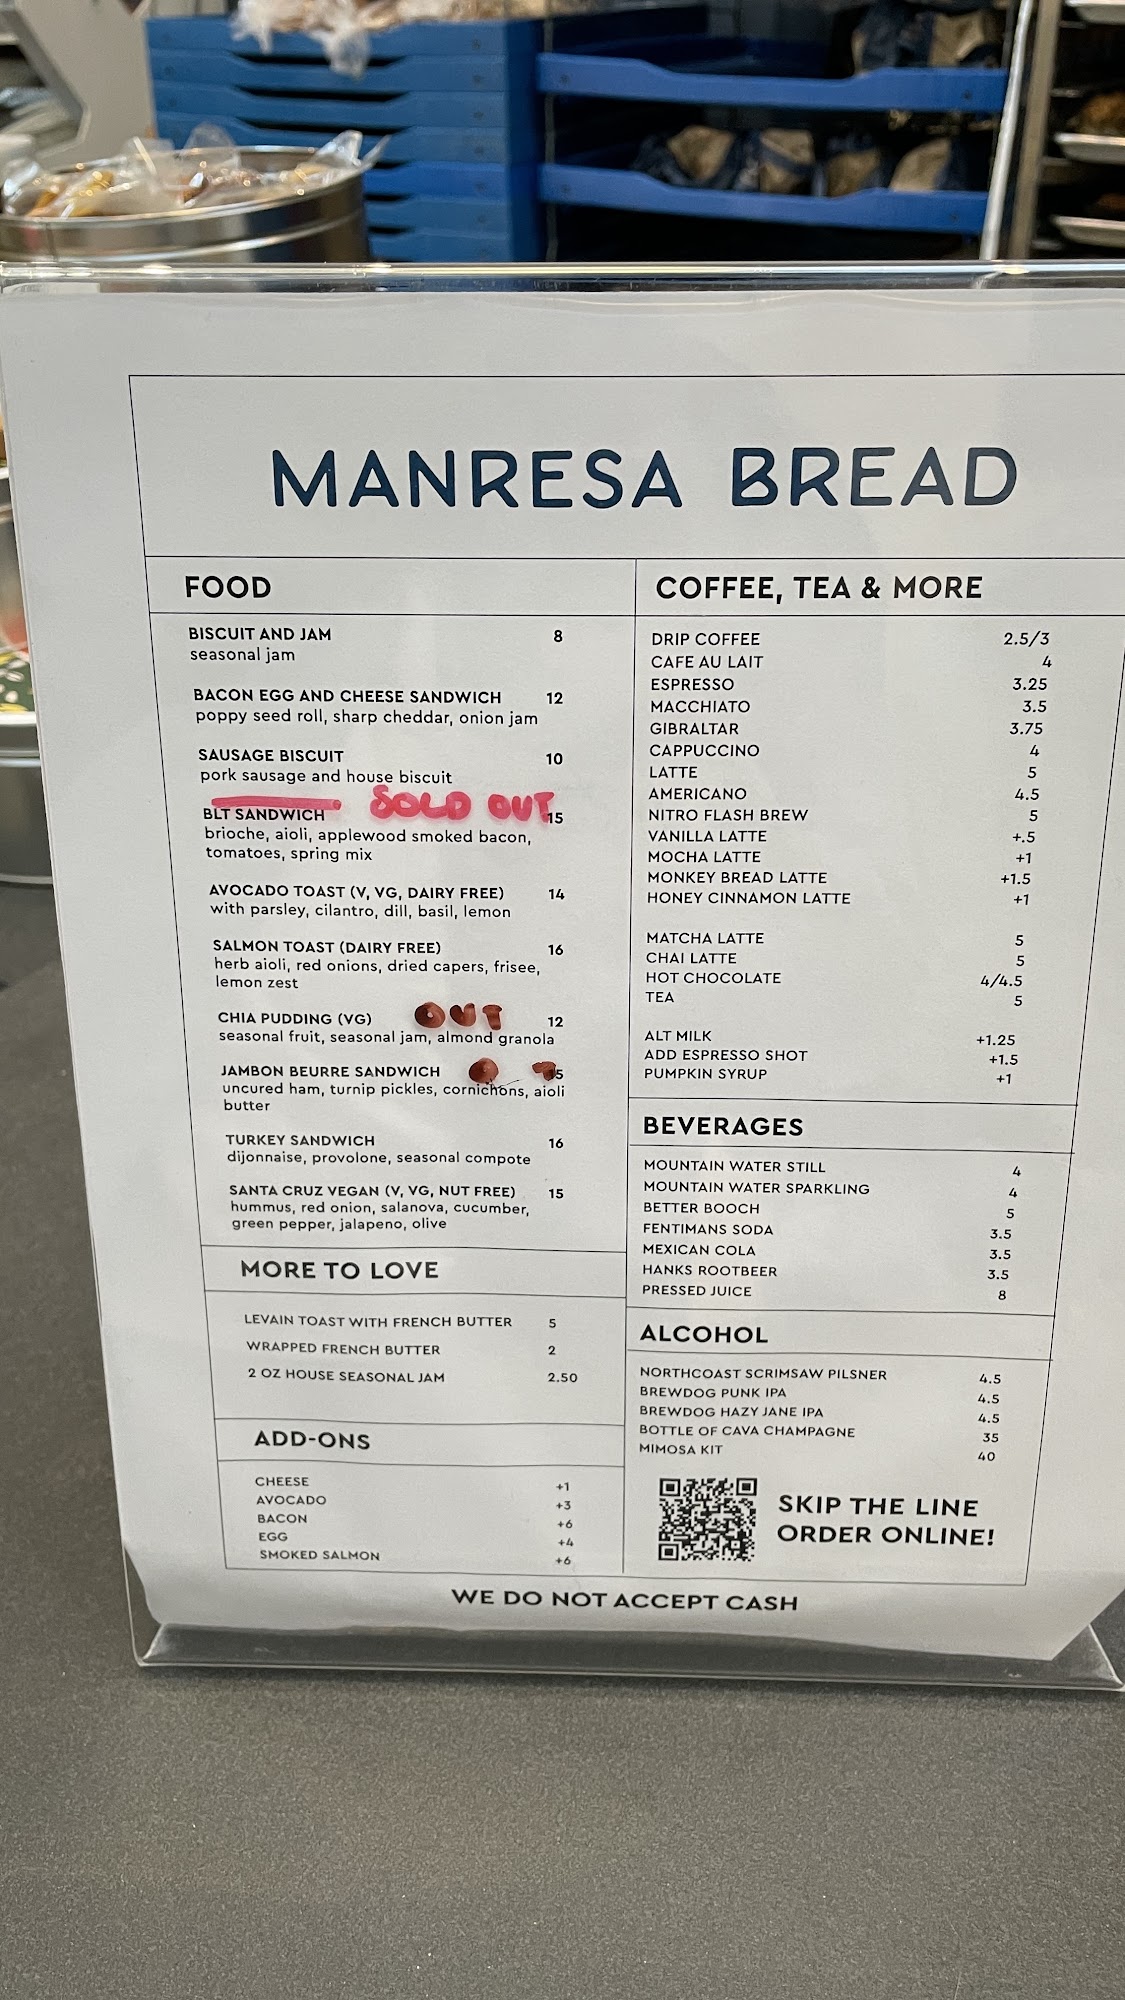 MANRESA BREAD
FOOD
BISCUIT AND JAM 8
seasonal jam
BACON EGG AND CHEESE SANDWICH 12
poppy seed roll, sharp cheddar, onion jam
SAUSAGE BISCUIT 10
pork sausage and house biscuit
SOLD OUT
BLT SANDWICH 15
brioche, aioli, applewood smoked bacon,
tomatoes, spring mix
AVOCADO TOAST (V, VG, DAIRY FREE) 14
with parsley, cilantro, dill, basil, lemon
SALMON TOAST (DAIRY FREE) 16
herb aioli, red onions, dried capers, frisee,
lemon zest
CHIA PUDDING (VG) OUT 12
seasonal fruit, seasonal jam, almond granola
JAMBON BEURRE SANDWICH 15
uncured ham, turnip pickles, cornichons, aioli
butter
TURKEY SANDWICH 16
dijonnaise, provolone, seasonal compote
SANTA CRUZ VEGAN (V, VG, NUT FREE) 15
hummus, red onion, salanova, cucumber,
green pepper, jalapeno, olive
MORE TO LOVE
LEVAIN TOAST WITH FRENCH BUTTER 5
WRAPPED FRENCH BUTTER 2
2 OZ HOUSE SEASONAL JAM 2.50
ADD-ONS
CHEESE +1
AVOCADO +3
BACON +6
EGG +4
SMOKED SALMON +6
COFFEE, TEA & MORE
DRIP COFFEE 2.5/3
CAFE AU LAIT 4
ESPRESSO 3.25
MACCHIATO 3.5
GIBRALTAR 3.75
CAPPUCCINO 4
LATTE 5
AMERICANO 4.5
NITRO FLASH BREW 5
VANILLA LATTE +.5
MOCHA LATTE +1
MONKEY BREAD LATTE +1.5
HONEY CINNAMON LATTE +1
MATCHA LATTE 5
CHAI LATTE 5
HOT CHOCOLATE 4/4.5
TEA 5
ALT MILK +1.25
ADD ESPRESSO SHOT +1.5
PUMPKIN SYRUP +1
BEVERAGES
MOUNTAIN WATER STILL 4
MOUNTAIN WATER SPARKLING 4
BETTER BOOCH 5
FENTIMANS SODA 3.5
MEXICAN COLA 3.5
HANKS ROOTBEER 3.5
PRESSED JUICE 8
ALCOHOL
NORTHCOAST SCRIMSAW PILSNER 4.5
BREWDOG PUNK IPA 4.5
BREWDOG HAZY JANE IPA 4.5
BOTTLE OF CAVA CHAMPAGNE 35
MIMOSA KIT 40
SKIP THE LINE
ORDER ONLINE!
WE DO NOT ACCEPT CASH